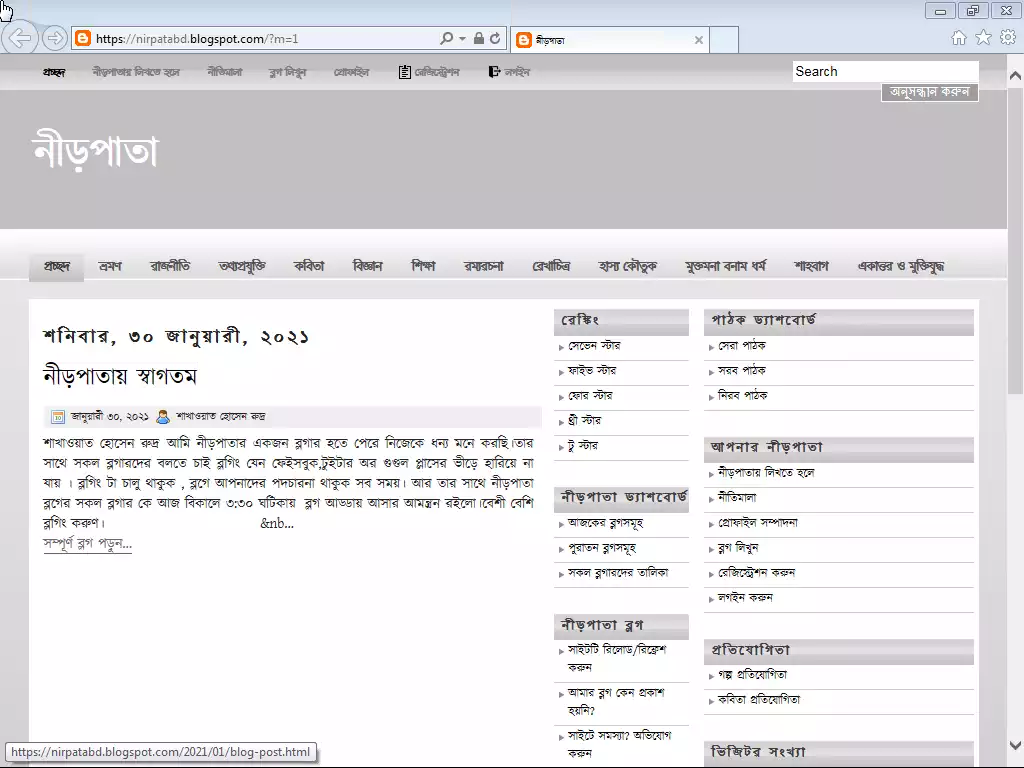 https://nirpatabd.blogspot.com/?m=1
নীড়পাতা
প্রচ্ছদ নীড়পাতায় লিখতে হলে নীতিমালা ব্লগ লিখুন প্রোফাইল রেজিস্ট্রেশন লগইন
Search
অনুসন্ধান করুন
নীড়পাতা
প্রচ্ছদ ভ্রমণ রাজনীতি তথ্যপ্রযুক্তি কবিতা বিজ্ঞান শিক্ষা রম্যরচনা রেখাচিত্র হাস্য কৌতুক মুক্তমনা বনাম ধর্ম শাহবাগ একাত্তর ও মুক্তিযুদ্ধ
শনিবার, ৩০ জানুয়ারী, ২০২১
নীড়পাতায় স্বাগতম
জানুয়ারী ৩০, ২০২১ শাখাওয়াত হোসেন রুদ্র
শাখাওয়াত হোসেন রুদ্র আমি নীড়পাতার একজন ব্লগার হতে পেরে নিজেকে ধন্য মনে করছি।তার
সাথে সকল ব্লগারদের বলতে চাই ব্লগিং যেন ফেইসবুক,টুইটার অর গুগুল প্লাসের ভীড়ে হারিয়ে না
যায় । ব্লগিং টা চালু থাকুক , ব্লগে আপনাদের পদচারনা থাকুক সব সময়। আর তার সাথে নীড়পাতা
ব্লগের সকল ব্লগার কে আজ বিকালে ৩:৩০ ঘটিকায় ব্লগ আড্ডায় আসার আমন্ত্রন রইলো।বেশী বেশি
ব্লগিং করুণ। &nb...
সম্পূর্ণ ব্লগ পড়ুন...
রেঙ্কিং
সেভেন স্টার
ফাইভ স্টার
ফোর স্টার
থ্রী স্টার
টু স্টার
নীড়পাতা ড্যাশবোর্ড
আজকের ব্লগসমূহ
পুরাতন ব্লগসমূহ
সকল ব্লগারদের তালিকা
নীড়পাতা ব্লগ
সাইটটি রিলোড/রিফ্রেশ
করুন
আমার ব্লগ কেন প্রকাশ
হয়নি?
সাইটে সমস্যা? অভিযোগ
করুন
পাঠক ড্যাশবোর্ড
সেরা পাঠক
সরব পাঠক
নিরব পাঠক
আপনার নীড়পাতা
নীড়পাতায় লিখতে হলে
নীতিমালা
প্রোফাইল সম্পাদনা
ব্লগ লিখুন
রেজিস্ট্রেশন করুন
লগইন করুন
প্রতিযোগিতা
গল্প প্রতিযোগিতা
কবিতা প্রতিযোগিতা
ভিজিটর সংখ্যা
https://nirpatabd.blogspot.com/2021/01/blog-post.html